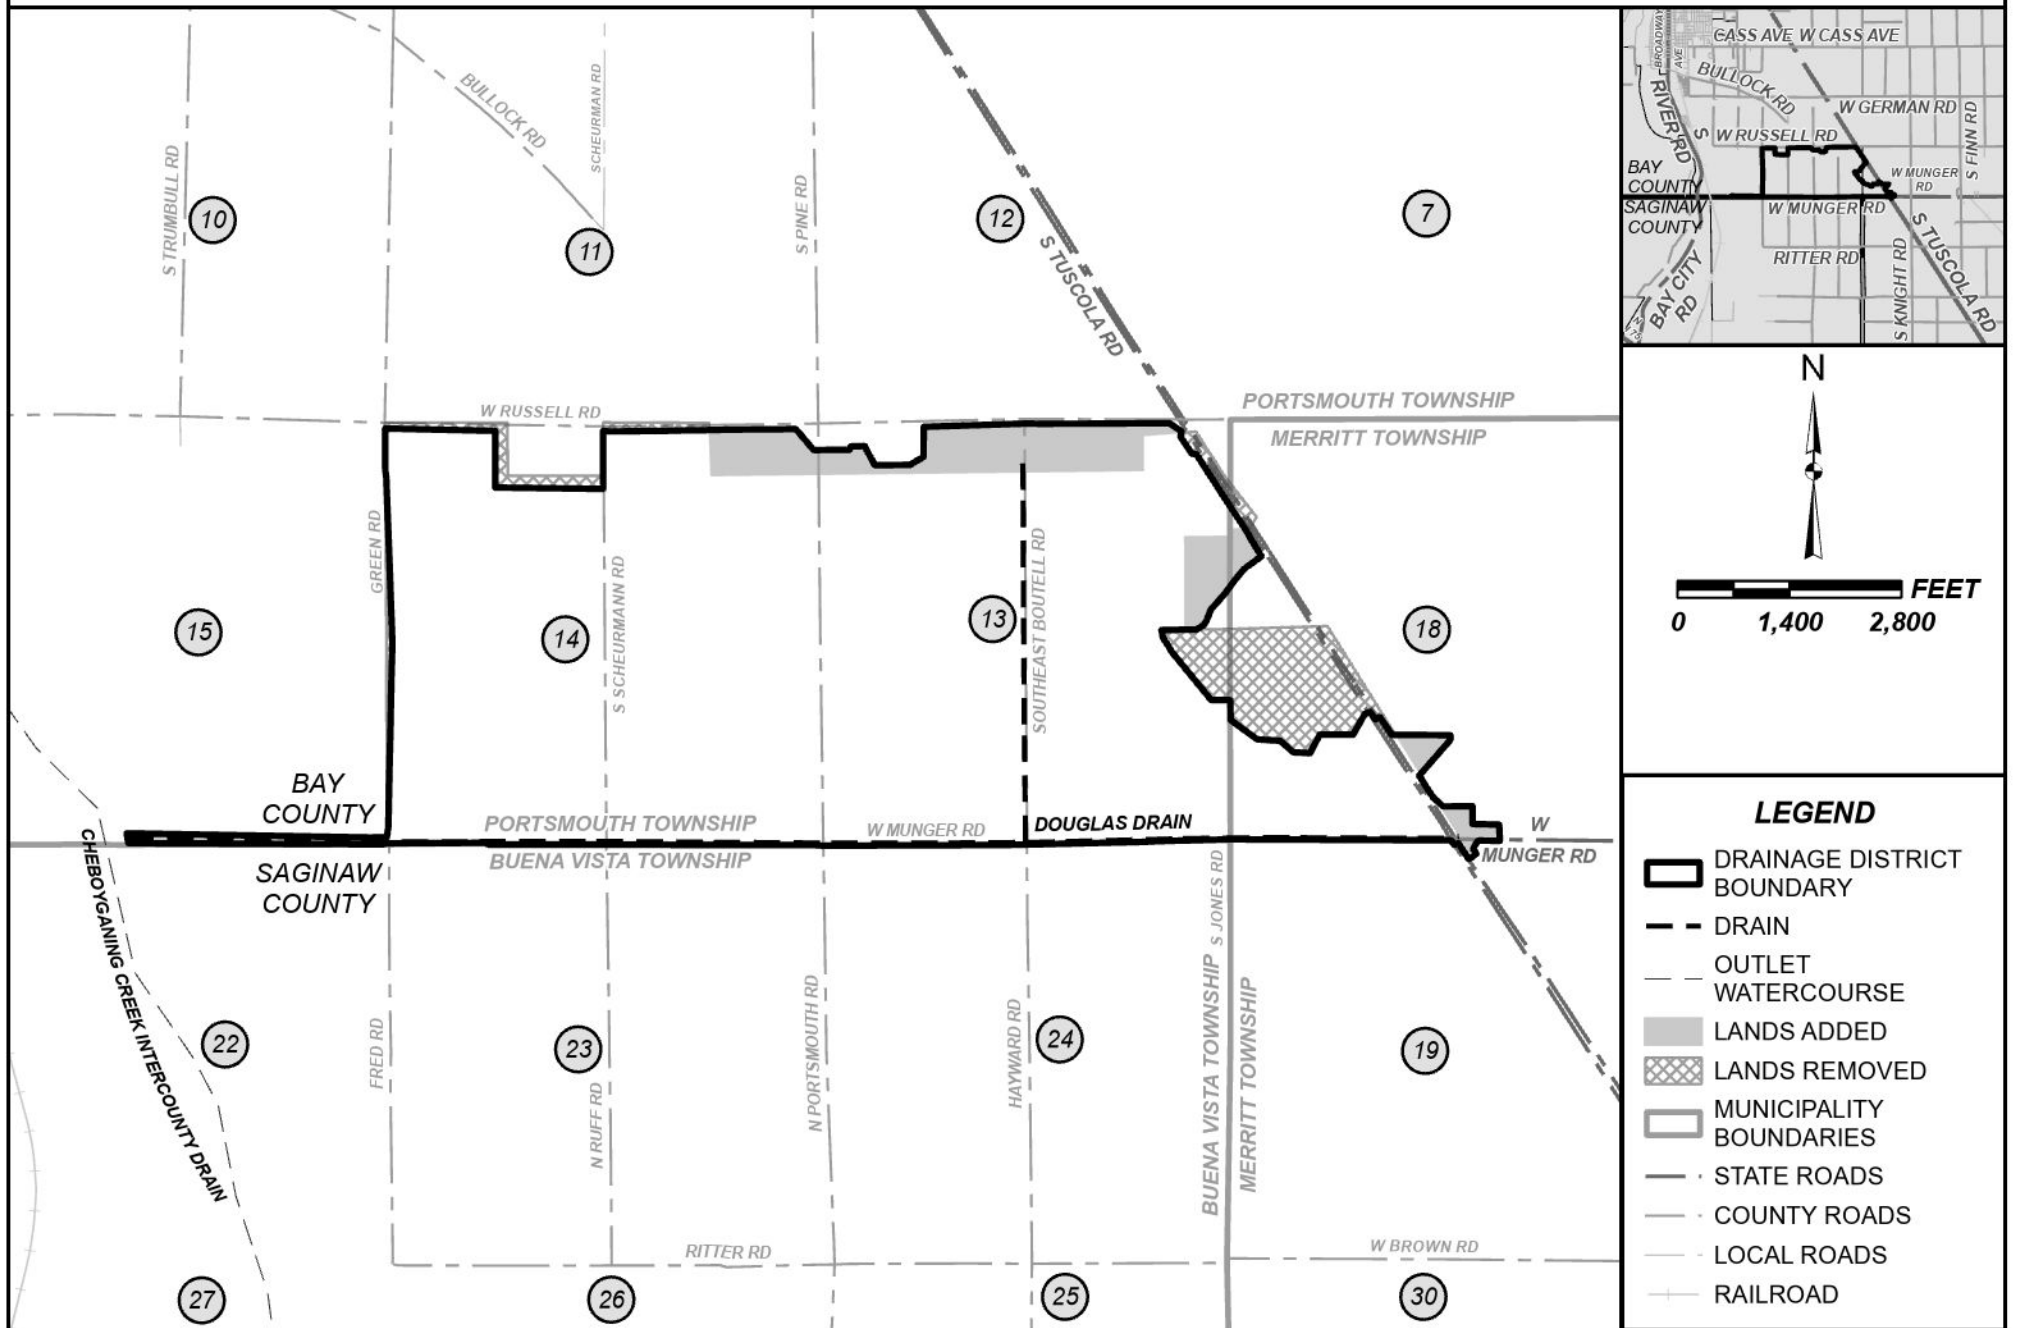 S TRUMBULL RD
10
BULLOCK RD
SCHEURMAN RD
11
S PINE RD
12
S TUSCOLA RD
7
W RUSSELL RD
PORTSMOUTH TOWNSHIP
MERRITT TOWNSHIP
15
GREEN RD
14
S SCHEURMANN RD
13
SOUTHEAST BOUTELL RD
18
BAY
COUNTY
SAGINAW
COUNTY
PORTSMOUTH TOWNSHIP
BUENA VISTA TOWNSHIP
W MUNGER RD
DOUGLAS DRAIN
W
MUNGER RD
CHEBOYGANING CREEK INTERCOUNTY DRAIN
22
FRED RD
23
N RUFF RD
N PORTSMOUTH RD
HAYWARD RD
24
S JONES RD
BUENA VISTA TOWNSHIP
MERRITT TOWNSHIP
19
RITTER RD
W BROWN RD
27
26
25
30
BROADWAY
AVE
CASS AVE
W CASS AVE
BULLOCK RD
S
RIVER RD
W GERMAN RD
W RUSSELL RD
S FINN RD
BAY
COUNTY
SAGINAW
COUNTY
W MUNGER
RD
W MUNGER RD
RITTER RD
S KNIGHT RD
S TUSCOLA RD
BAY CITY
RD
N
FEET
0 1,400 2,800
LEGEND
DRAINAGE DISTRICT
BOUNDARY
DRAIN
OUTLET
WATERCOURSE
LANDS ADDED
LANDS REMOVED
MUNICIPALITY
BOUNDARIES
STATE ROADS
COUNTY ROADS
LOCAL ROADS
RAILROAD